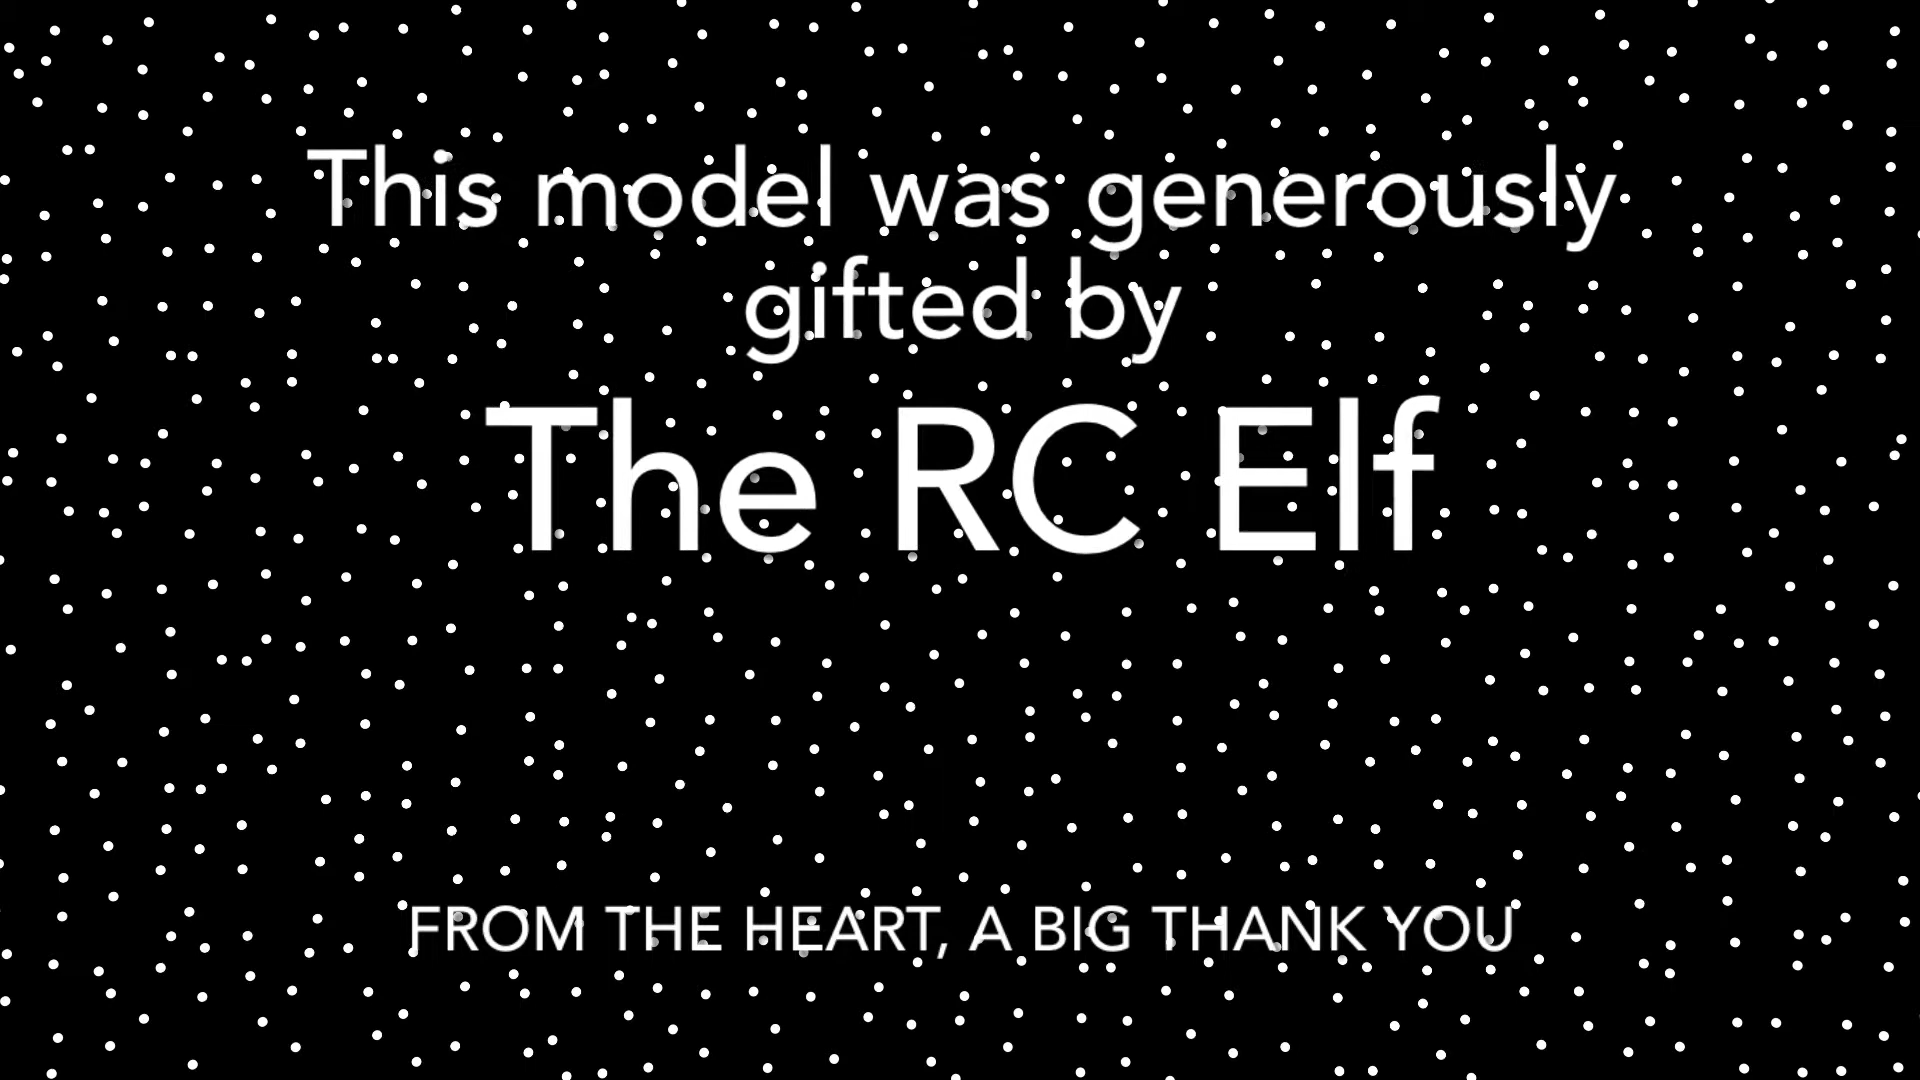 This model was generously
gifted by
The RC Elf
FROM THE HEART, A BIG THANK YOU